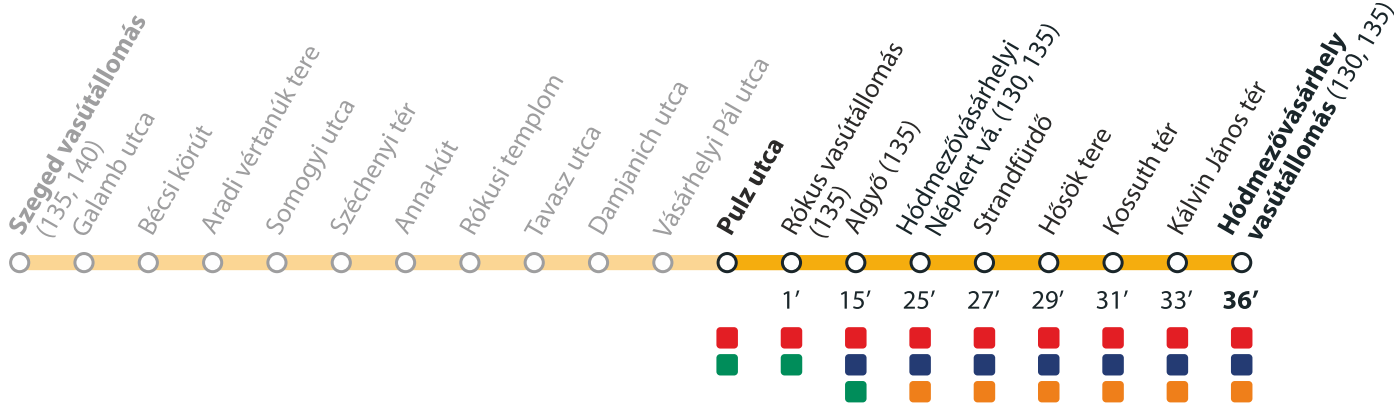 Szeged vasútállomás
(135, 140)
Galamb utca
Bécsi körút
Aradi vértanúk tere
Somogyi utca
Széchenyi tér
Anna-kút
Rókusi templom
Tavasz utca
Damjanich utca
Vásárhelyi Pál utca
Pulz utca
Rókus vasútállomás
(135)
Algyő (135)
Hódmezővásárhelyi
Népkert vá. (130, 135)
Strandfürdő
Hősök tere
Kossuth tér
Kálvin János tér
Hódmezővásárhely
vasútállomás (130, 135)
1′ 15′ 25′ 27′ 29′ 31′ 33′ 36′